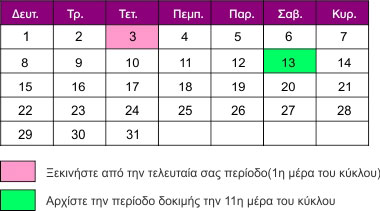 Δευτ. Τρ. Τετ. Πεμπ. Παρ. Σαβ. Κυρ.
1 2 3 4 5 6 7
8 9 10 11 12 13 14
15 16 17 18 19 20 21
22 23 24 25 26 27 28
29 30 31
Ξεκινήστε από την τελευταία σας περίοδο(1η μέρα του κύκλου)
Αρχίστε την περίοδο δοκιμής την 11η μέρα του κύκλου